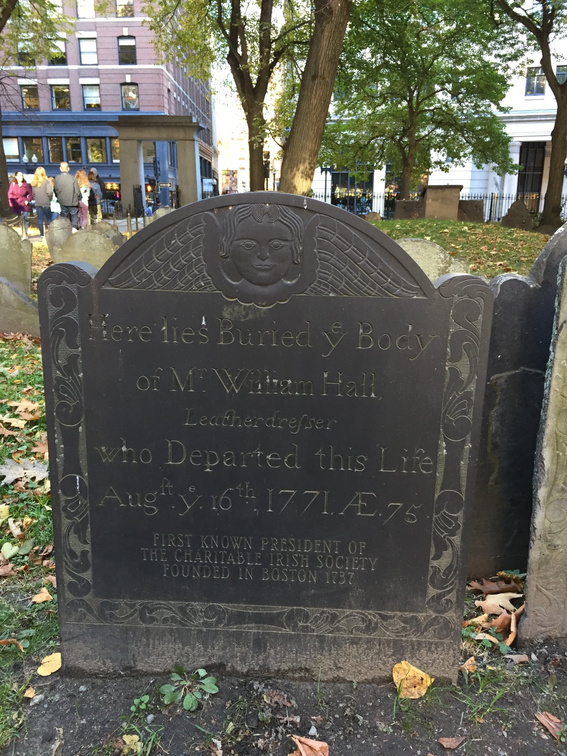 Here lies Buried yᵉ Body
of Mʳ William Hall,
Leatherdreſser
who Departed this Life
Augſᵗ yᵉ. 16ᵗʰ, 1771 Æ. 75
FIRST KNOWN PRESIDENT OF
THE CHARITABLE IRISH SOCIETY
FOUNDED IN BOSTON 1737